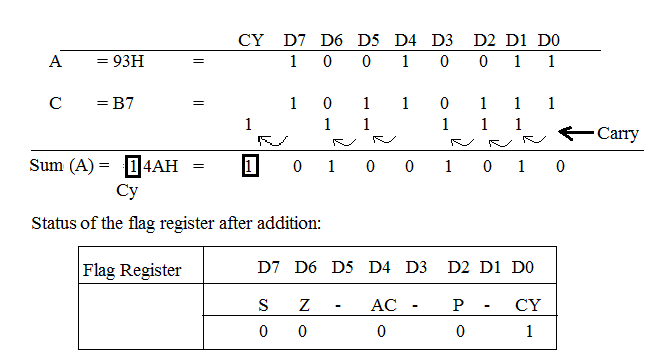 CY D7 D6 D5 D4 D3 D2 D1 D0
A = 93H = 1 0 0 1 0 0 1 1
C = B7 = 1 0 1 1 0 1 1 1
1 1 1 1 1 1 Carry
Sum (A) = 1 4AH = 1 0 1 0 0 1 0 1 0
Cy
Status of the flag register after addition:
Flag Register D7 D6 D5 D4 D3 D2 D1 D0
S Z - AC - P - CY
0 0 0 0 1